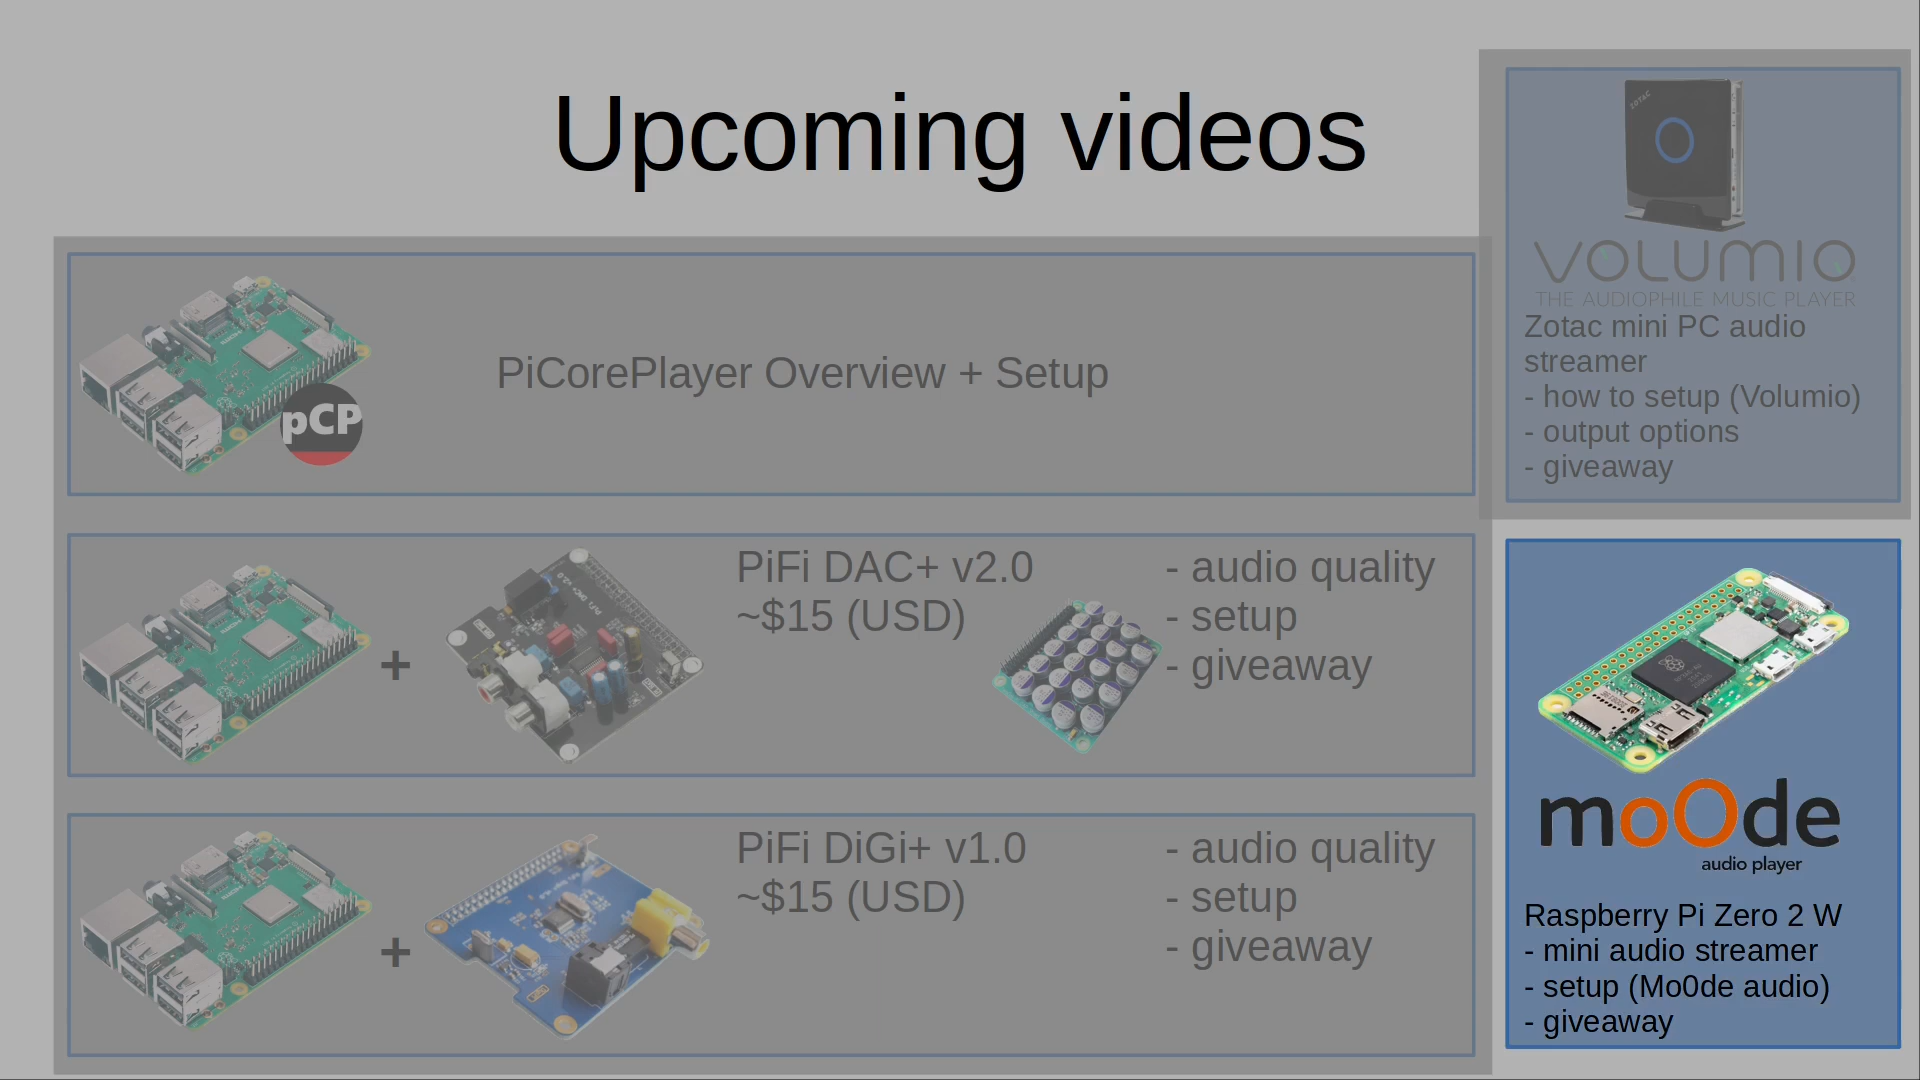 Upcoming videos
pCP
PiCorePlayer Overview + Setup
+
PiFi DAC+ v2.0
~$15 (USD)
- audio quality
- setup
- giveaway
+
PiFi DiGi+ v1.0
~$15 (USD)
- audio quality
- setup
- giveaway
ZOTAC
VOLUMIO
THE AUDIOPHILE MUSIC PLAYER
Zotac mini PC audio
streamer
- how to setup (Volumio)
- output options
- giveaway
moOde
audio player
Raspberry Pi Zero 2 W
- mini audio streamer
- setup (Mo0de audio)
- giveaway